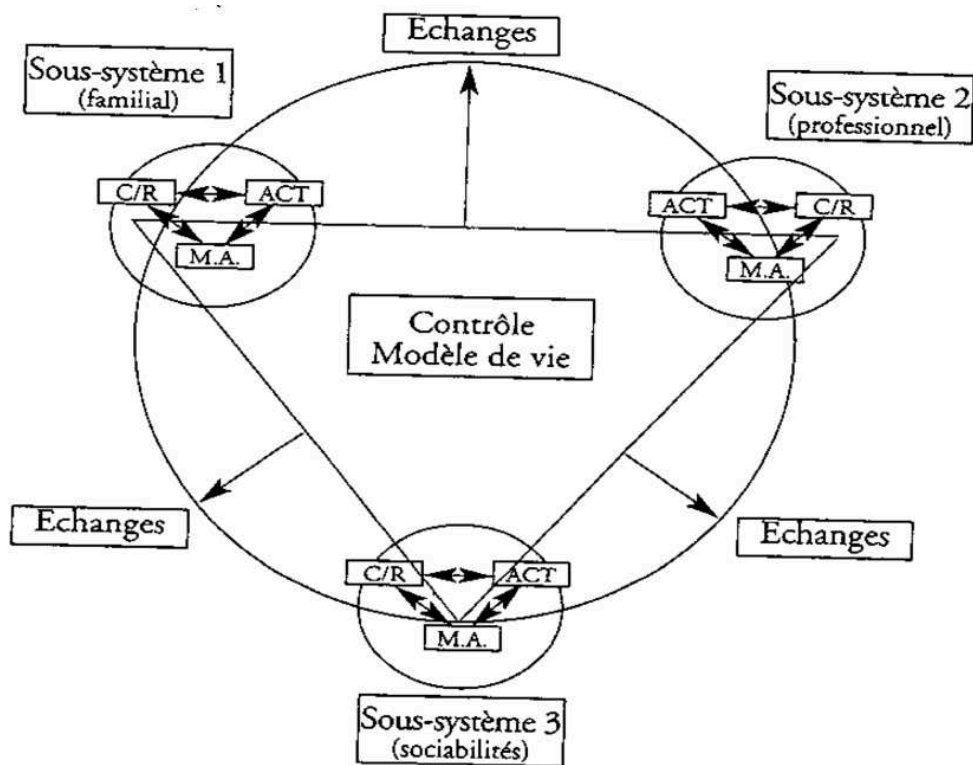 Echanges
Sous-système 1
(familial)
Sous-système 2
(professionnel)
C/R
ACT
M.A.
ACT
C/R
M.A.
Contrôle
Modèle de vie
Echanges
Echanges
C/R
ACT
M.A.
Sous-système 3
(sociabilités)